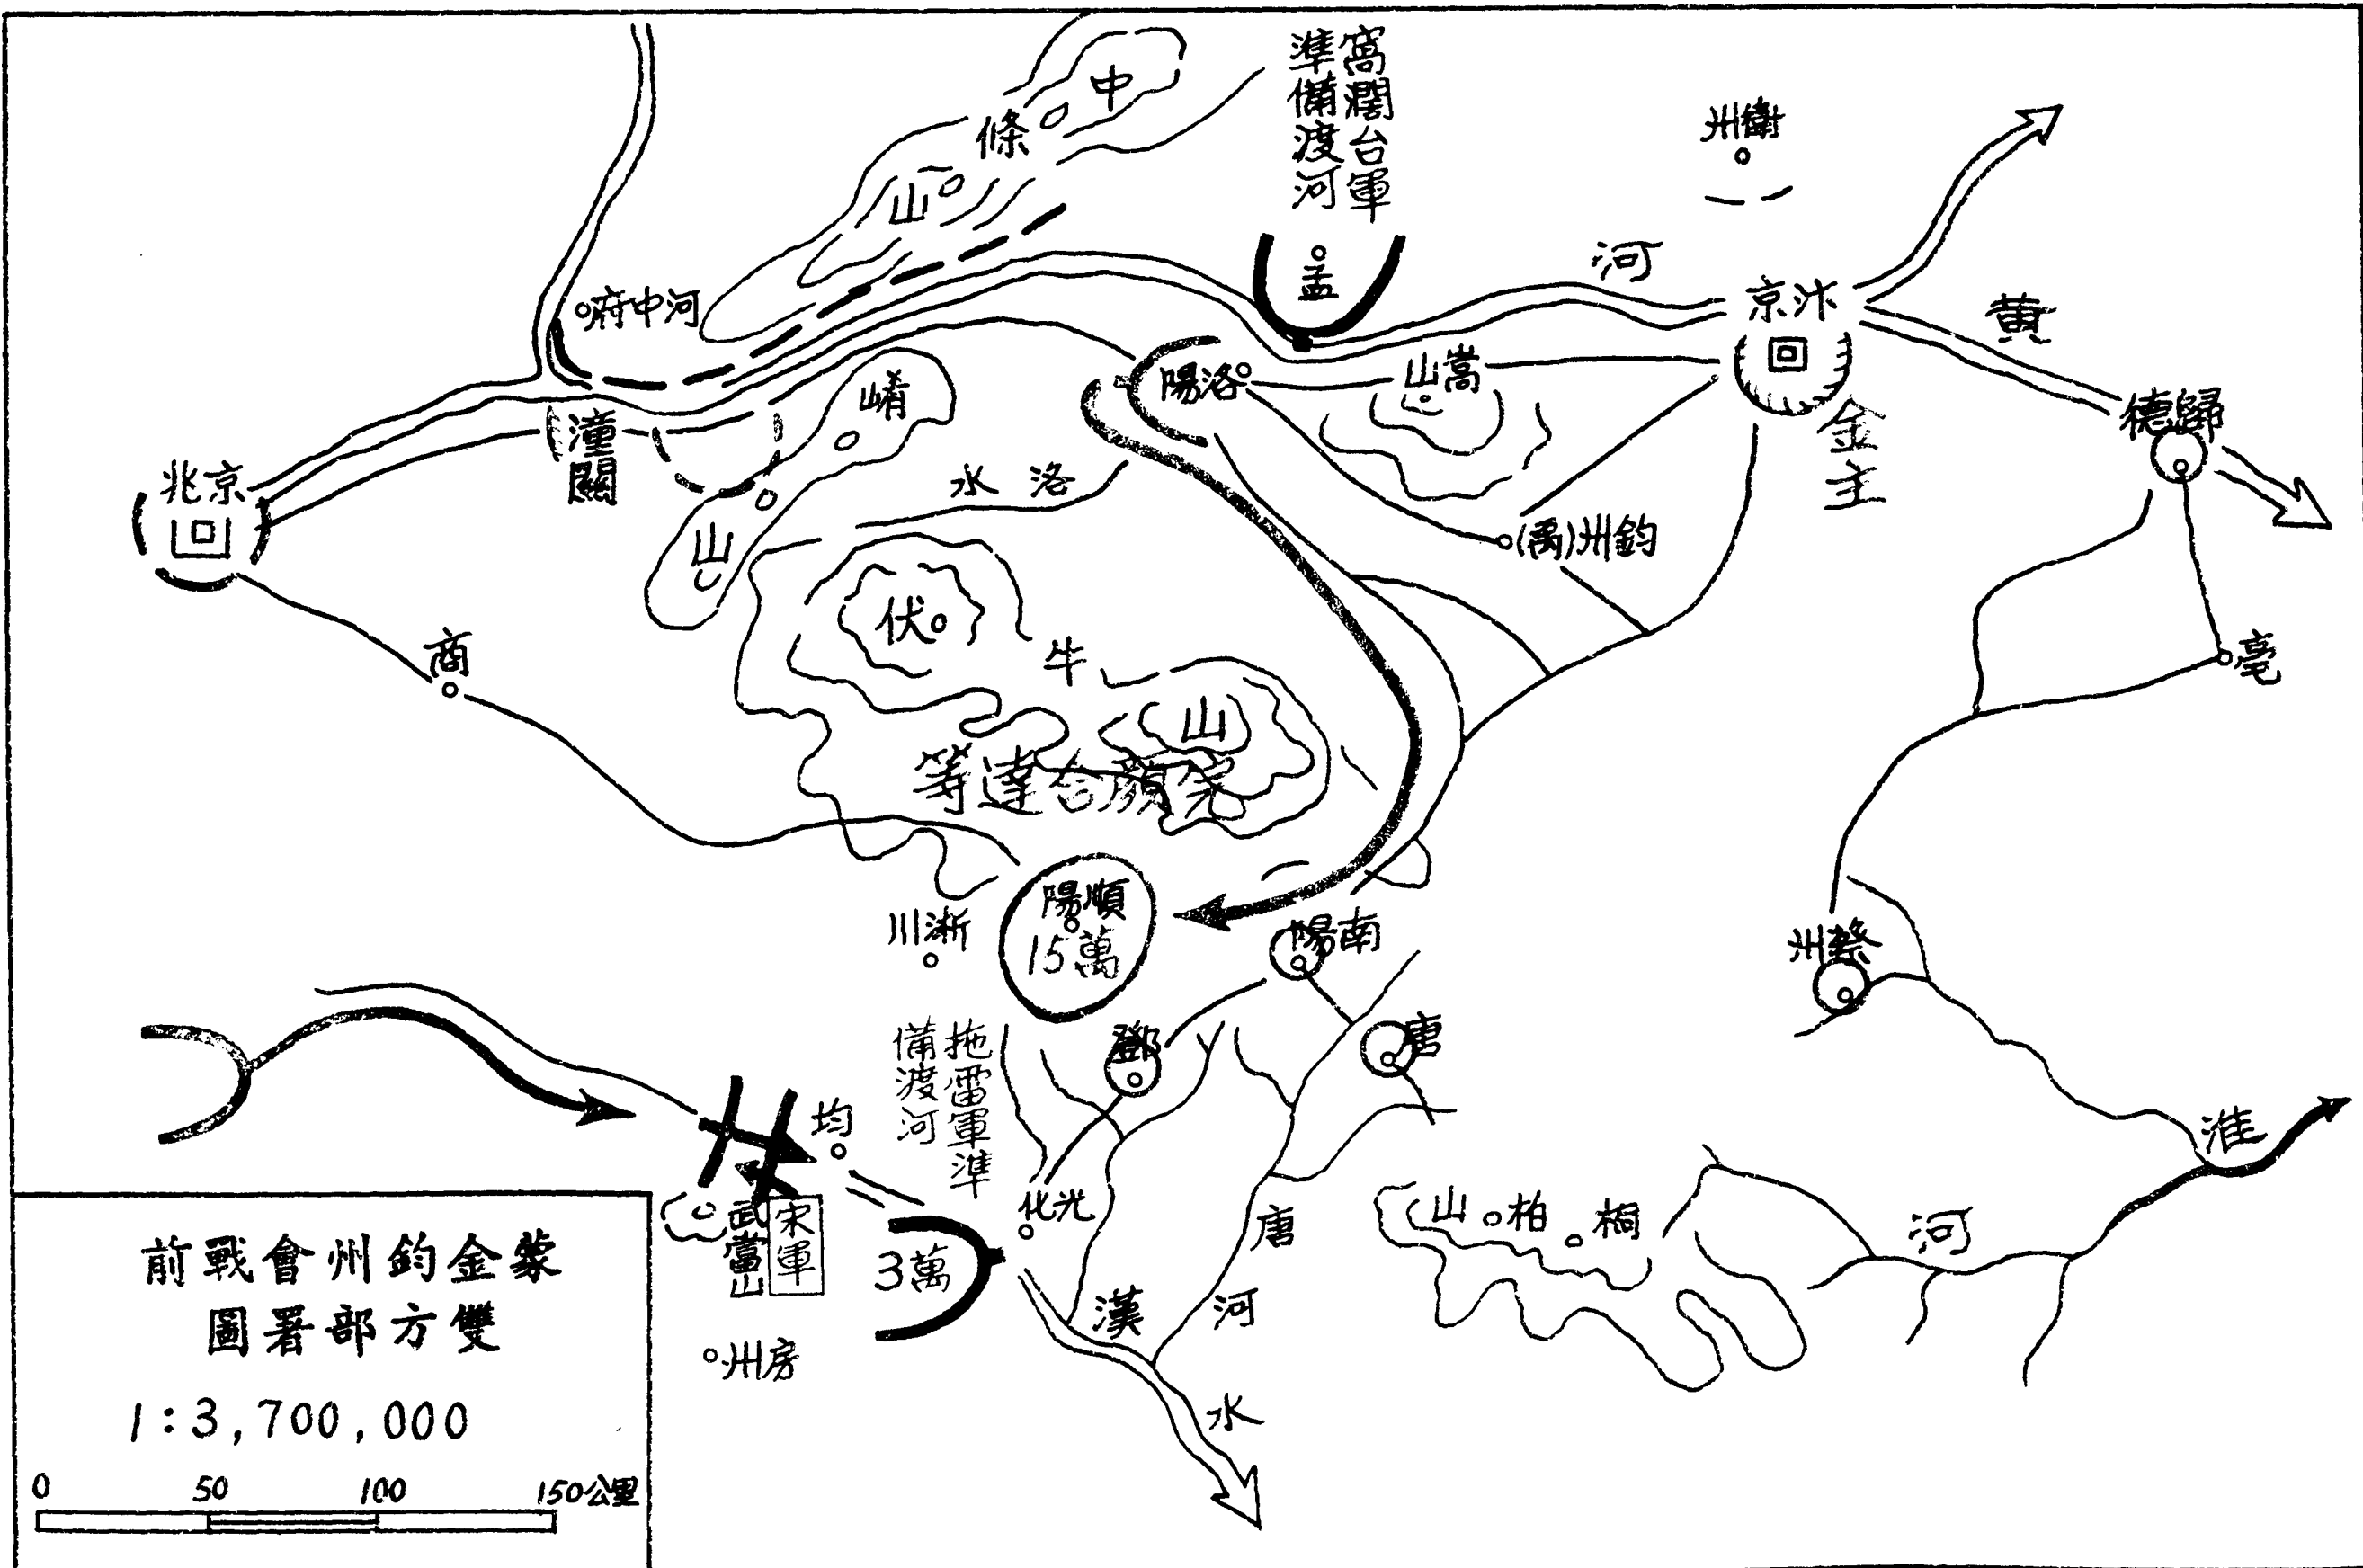 窩濶台軍
準備渡河
中條山
衛州
黃河
孟
汴京
金主
河中府
歸德
嵩山
洛陽
崤山
潼關
京兆
洛水
鈞州(禹)
伏牛山
商
亳
完顏合達等
順陽
15萬
淅川
南陽
蔡州
鄧
唐
拖雷軍準
備渡河
均
光化
武當山
宋軍
3萬
房州
唐河
漢水
桐柏山
淮河
蒙金鈞州會戰前
雙方部署圖
1:3,700,000
0 50 100 150公里